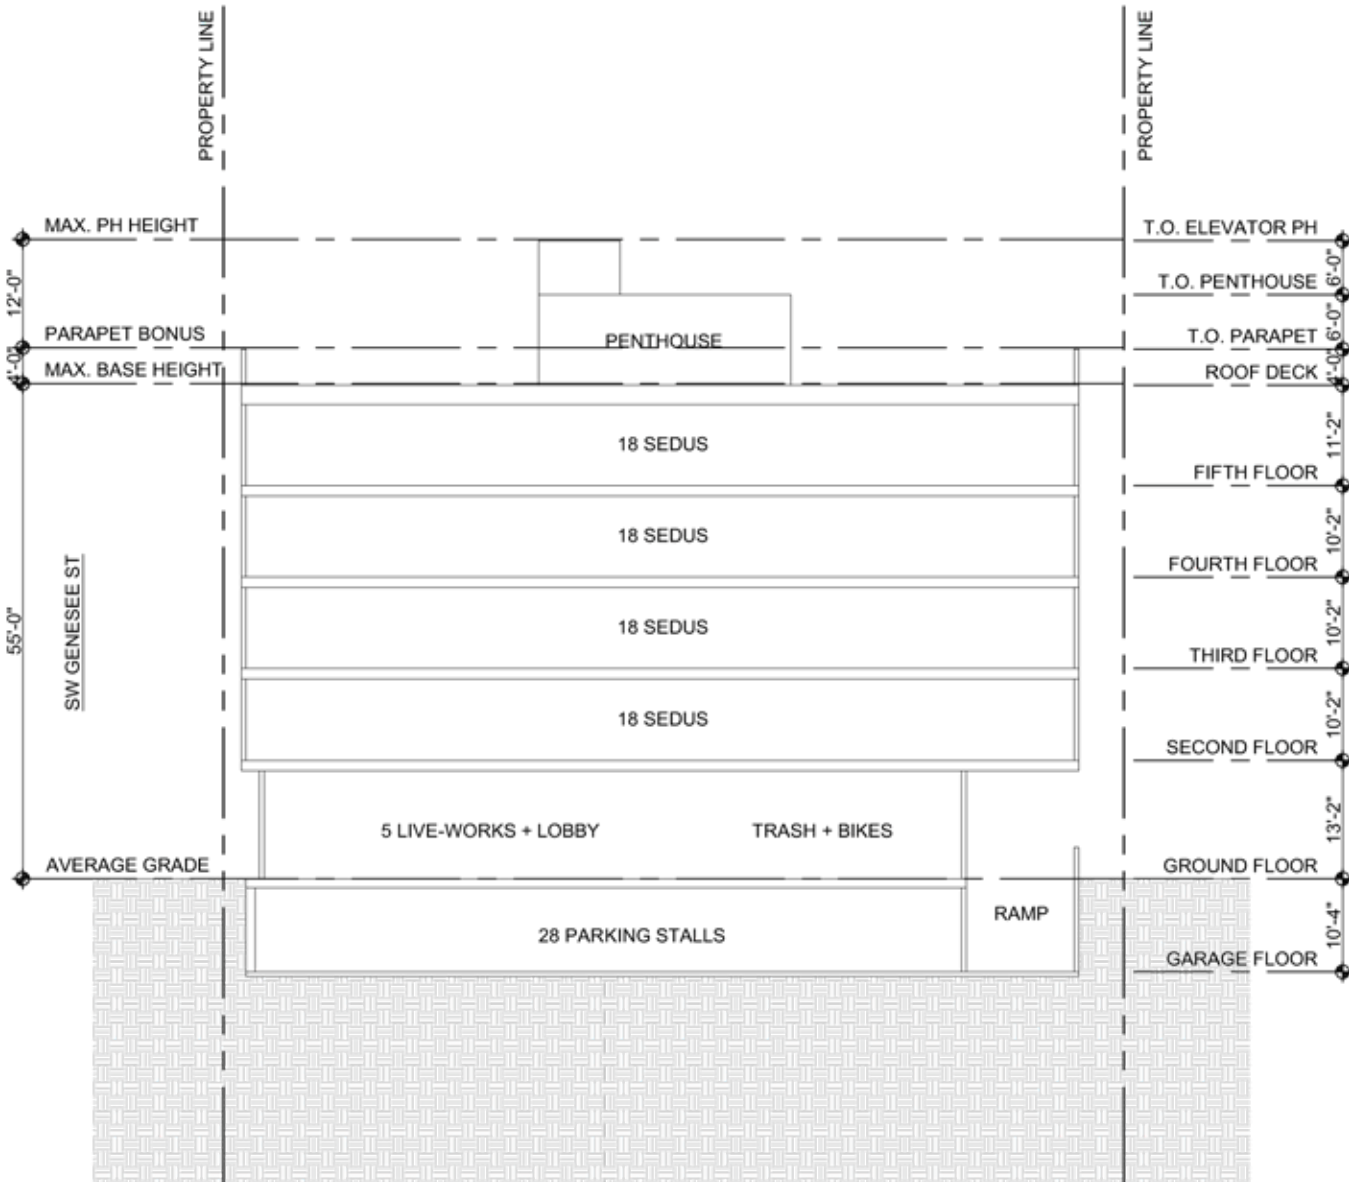 PROPERTY LINE
PROPERTY LINE
MAX. PH HEIGHT
T.O. ELEVATOR PH
12'-0"
6'-0"
T.O. PENTHOUSE
6'-0"
PARAPET BONUS
PENTHOUSE
T.O. PARAPET
4'-0"
4'-0"
MAX. BASE HEIGHT
ROOF DECK
18 SEDUS
11'-2"
FIFTH FLOOR
18 SEDUS
10'-2"
FOURTH FLOOR
55'-0"
SW GENESEE ST
18 SEDUS
10'-2"
THIRD FLOOR
18 SEDUS
10'-2"
SECOND FLOOR
5 LIVE-WORKS + LOBBY
TRASH + BIKES
13'-2"
AVERAGE GRADE
GROUND FLOOR
28 PARKING STALLS
RAMP
10'-4"
GARAGE FLOOR